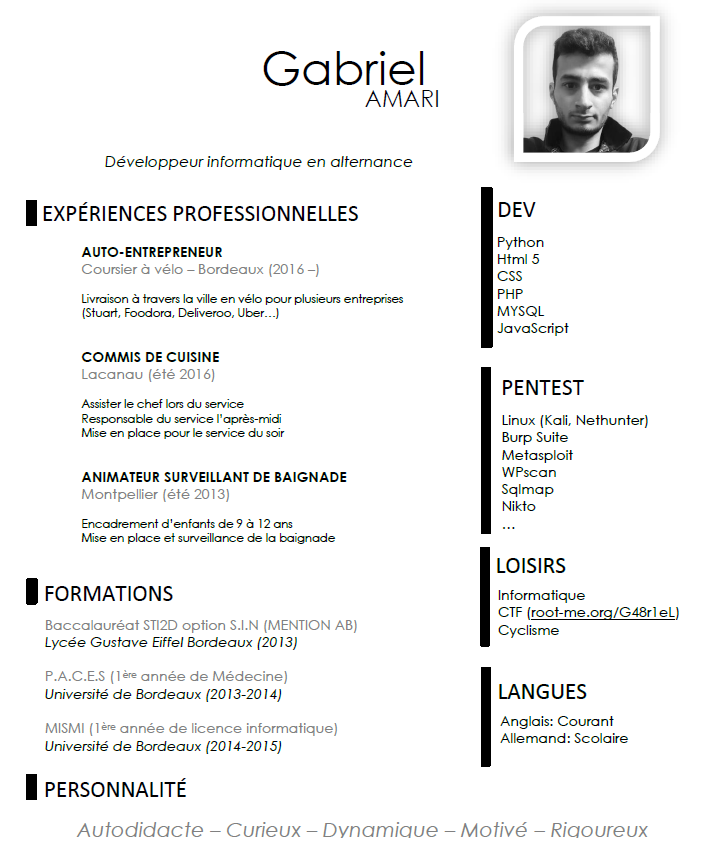 Gabriel
AMARI
Développeur informatique en alternance
EXPÉRIENCES PROFESSIONNELLES
AUTO-ENTREPRENEUR
Coursier à vélo – Bordeaux (2016 –)
Livraison à travers la ville en vélo pour plusieurs entreprises
(Stuart, Foodora, Deliveroo, Uber…)
COMMIS DE CUISINE
Lacanau (été 2016)
Assister le chef lors du service
Responsable du service l'après-midi
Mise en place pour le service du soir
ANIMATEUR SURVEILLANT DE BAIGNADE
Montpellier (été 2013)
Encadrement d'enfants de 9 à 12 ans
Mise en place et surveillance de la baignade
FORMATIONS
Baccalauréat STI2D option S.I.N (MENTION AB)
Lycée Gustave Eiffel Bordeaux (2013)
P.A.C.E.S (1ère année de Médecine)
Université de Bordeaux (2013-2014)
MISMI (1ère année de licence informatique)
Université de Bordeaux (2014-2015)
PERSONNALITÉ
Autodidacte – Curieux – Dynamique – Motivé – Rigoureux
DEV
Python
Html 5
CSS
PHP
MYSQL
JavaScript
PENTEST
Linux (Kali, Nethunter)
Burp Suite
Metasploit
WPscan
Sqlmap
Nikto
…
LOISIRS
Informatique
CTF (root-me.org/G48r1eL)
Cyclisme
LANGUES
Anglais: Courant
Allemand: Scolaire